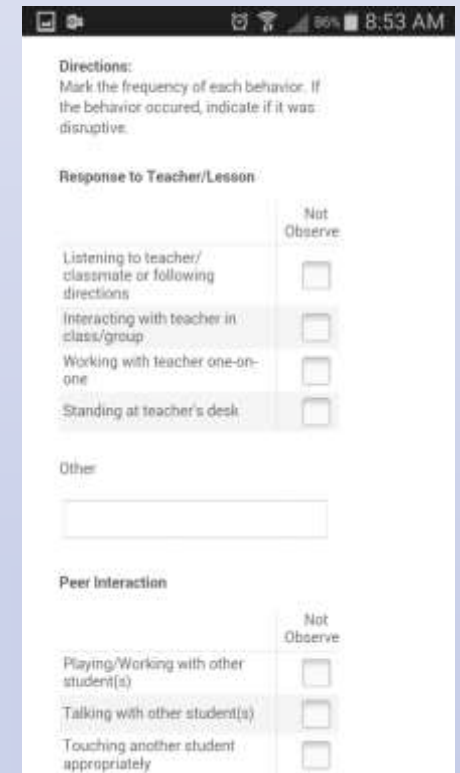 86% 8:53 AM
Directions:
Mark the frequency of each behavior. If
the behavior occured, indicate if it was
disruptive.
Response to Teacher/Lesson
Not
Observe
Listening to teacher/
classmate or following
directions
Interacting with teacher in
class/group
Working with teacher one-on-
one
Standing at teacher's desk
Other
Peer Interaction
Not
Observe
Playing/Working with other
student(s)
Talking with other student(s)
Touching another student
appropriately